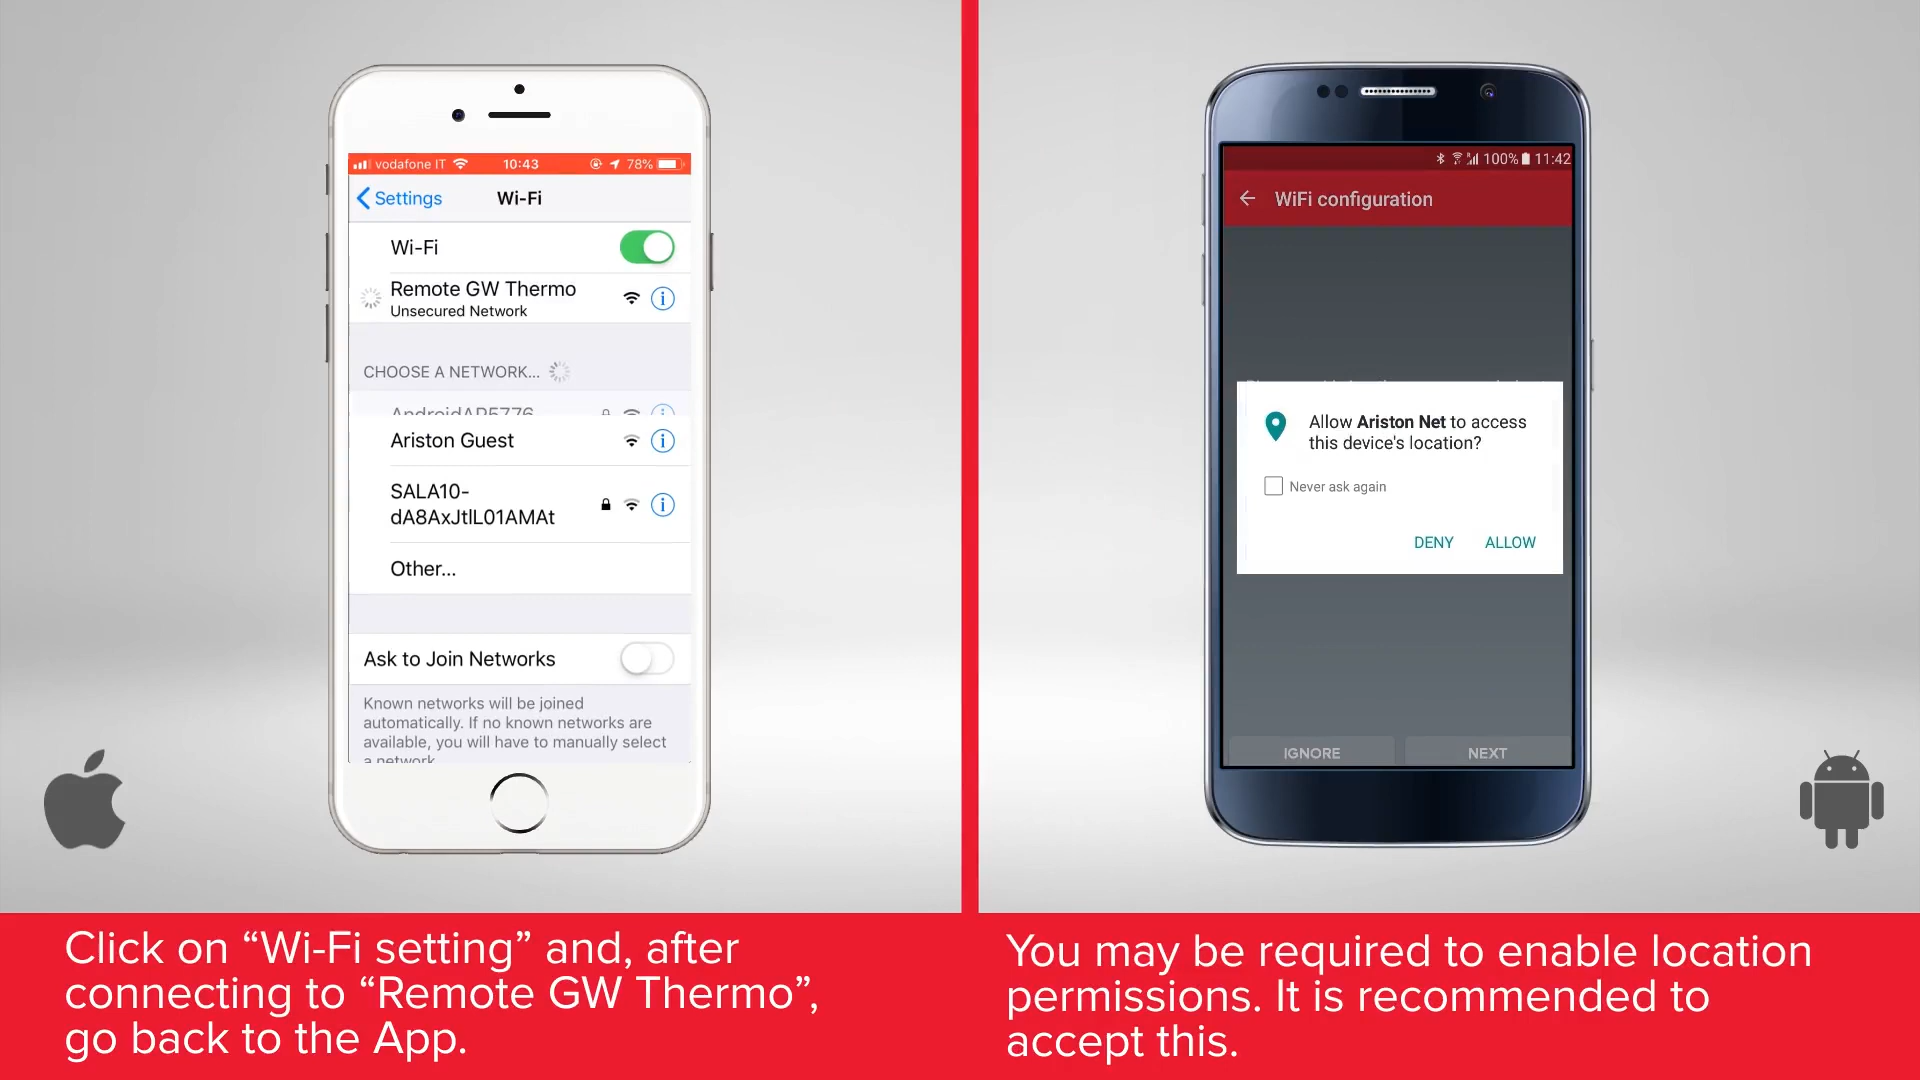 vodafone IT 10:43 78%
Settings Wi-Fi
Wi-Fi
Remote GW Thermo
Unsecured Network
CHOOSE A NETWORK...
AndroidAP5776
Ariston Guest
SALA10-
dA8AxJtlL01AMAt
Other...
Ask to Join Networks
Known networks will be joined
automatically. If no known networks are
available, you will have to manually select
a network
Click on “Wi-Fi setting” and, after
connecting to “Remote GW Thermo”,
go back to the App.
100% 11:42
WiFi configuration
Allow Ariston Net to access
this device's location?
Never ask again
DENY ALLOW
IGNORE NEXT
You may be required to enable location
permissions. It is recommended to
accept this.